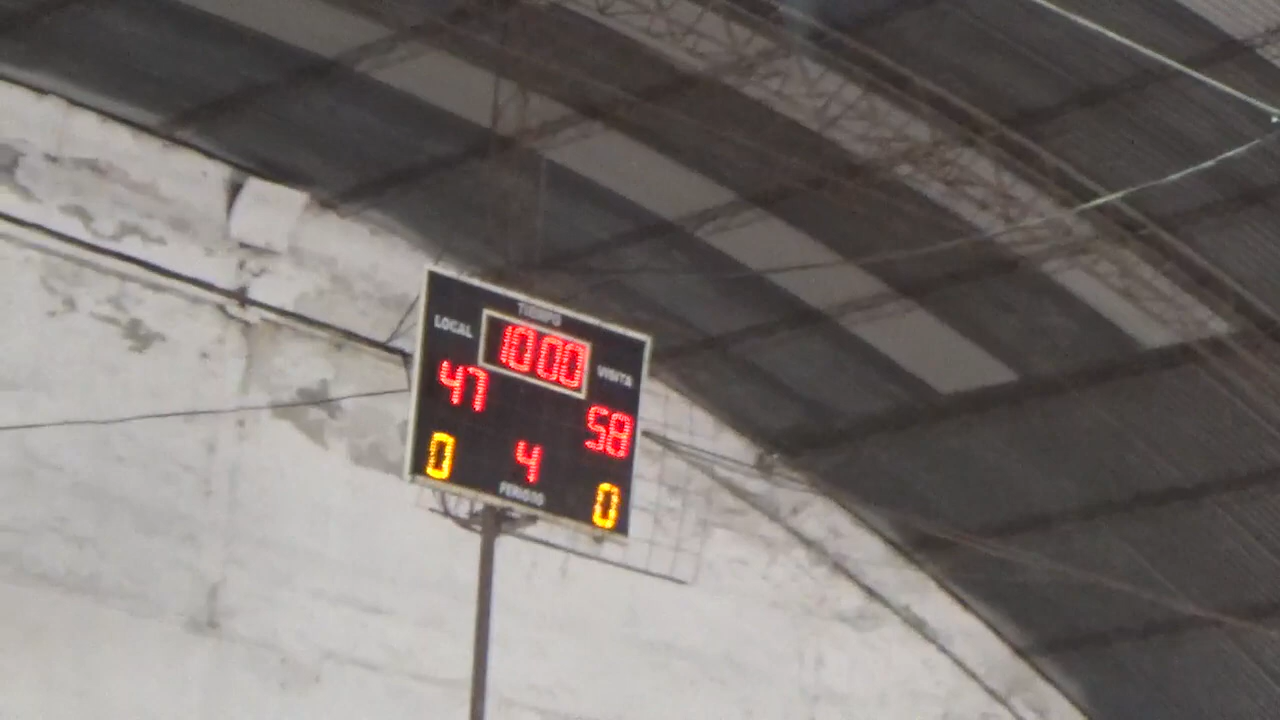 TIEMPO
LOCAL 10:00 VISITA
47 58
0 4 0
PERIODO